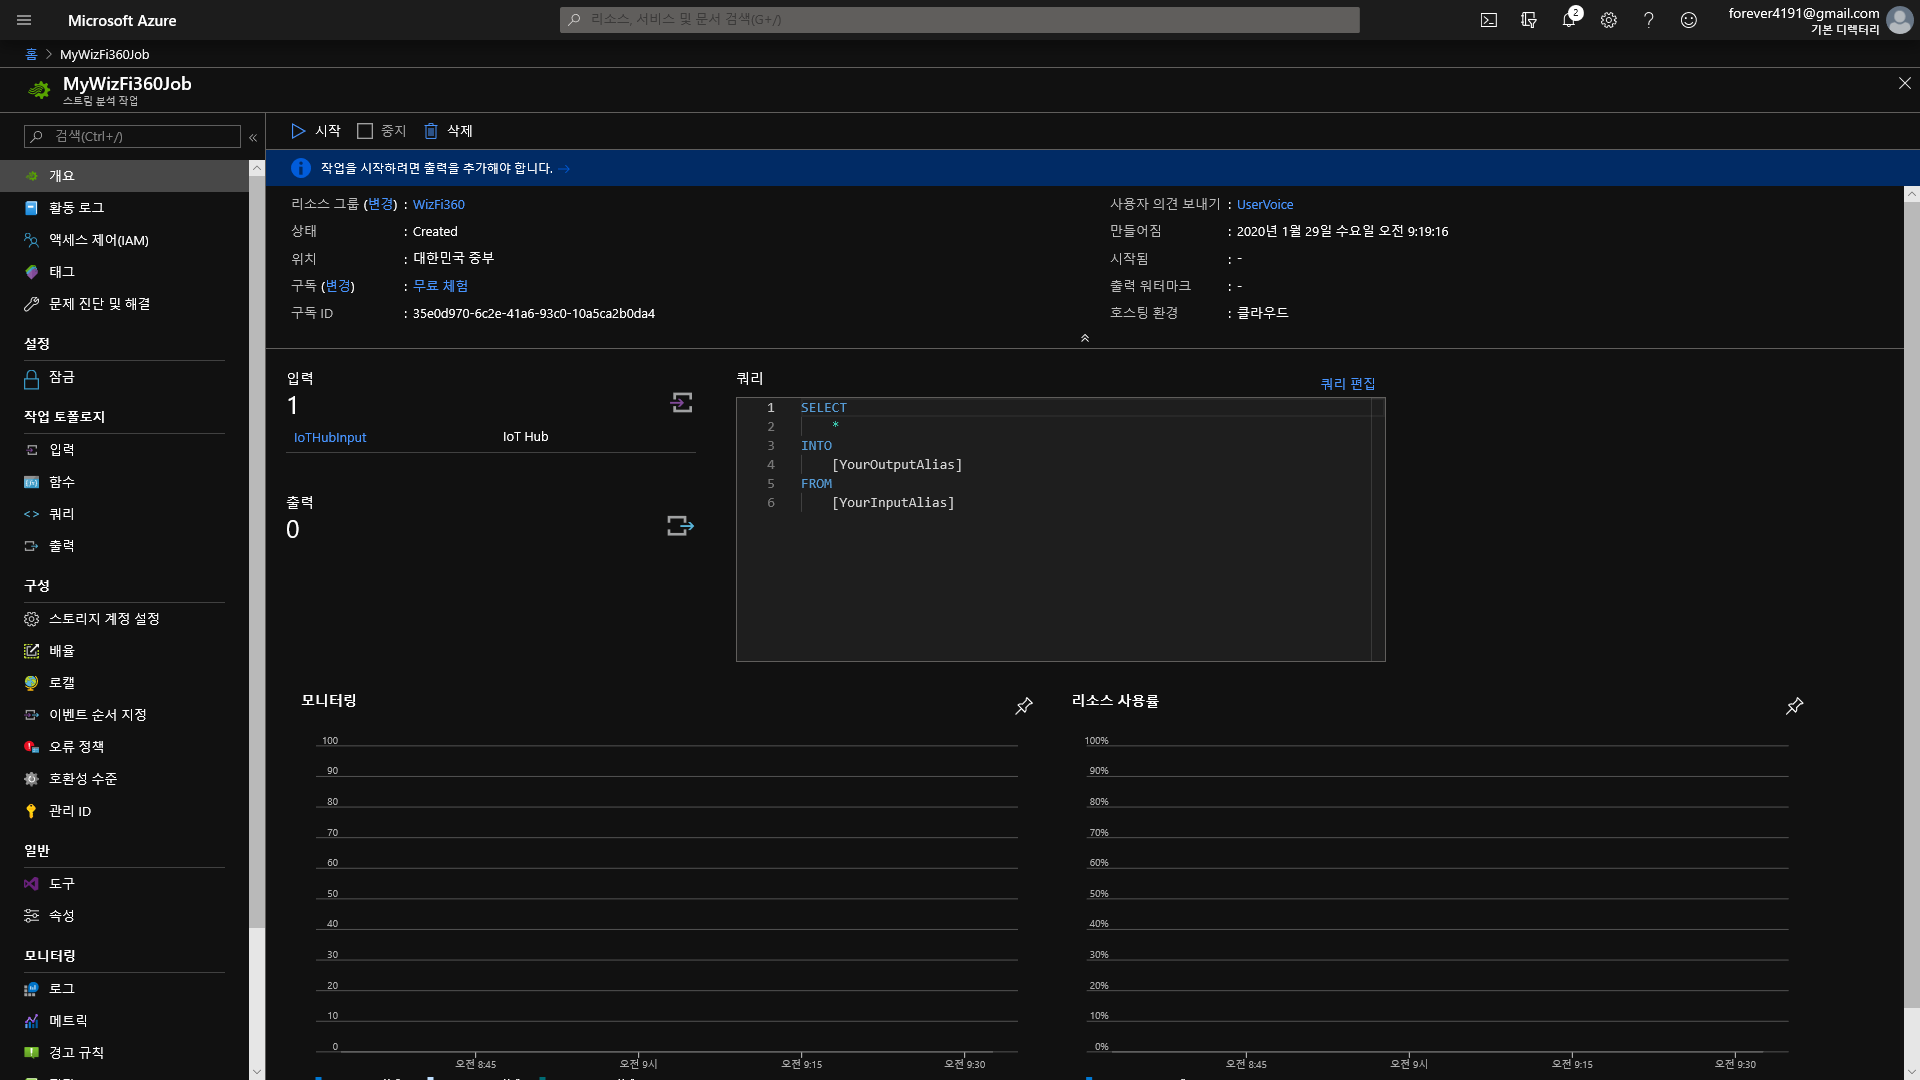 Microsoft Azure
리소스, 서비스 및 문서 검색(G+/)
2
forever4191@gmail.com
기본 디렉터리
홈 > MyWizFi360Job
MyWizFi360Job
스트림 분석 작업
검색(Ctrl+/)
«
개요
활동 로그
액세스 제어(IAM)
태그
문제 진단 및 해결
설정
잠금
작업 토폴로지
입력
함수
쿼리
출력
구성
스토리지 계정 설정
배율
로캘
이벤트 순서 지정
오류 정책
호환성 수준
관리 ID
일반
도구
속성
모니터링
로그
메트릭
경고 규칙
시작
중지
삭제
작업을 시작하려면 출력을 추가해야 합니다. →
리소스 그룹 (변경) : WizFi360
상태 : Created
위치 : 대한민국 중부
구독 (변경) : 무료 체험
구독 ID : 35e0d970-6c2e-41a6-93c0-10a5ca2b0da4
사용자 의견 보내기 : UserVoice
만들어짐 : 2020년 1월 29일 수요일 오전 9:19:16
시작됨 : -
출력 워터마크 : -
호스팅 환경 : 클라우드
입력
1
IoTHubInput IoT Hub
출력
0
쿼리
쿼리 편집
1 SELECT
2 *
3 INTO
4 [YourOutputAlias]
5 FROM
6 [YourInputAlias]
모니터링
100
90
80
70
60
50
40
30
20
10
0
오전 8:45 오전 9시 오전 9:15 오전 9:30
리소스 사용률
100%
90%
80%
70%
60%
50%
40%
30%
20%
10%
0%
오전 8:45 오전 9시 오전 9:15 오전 9:30